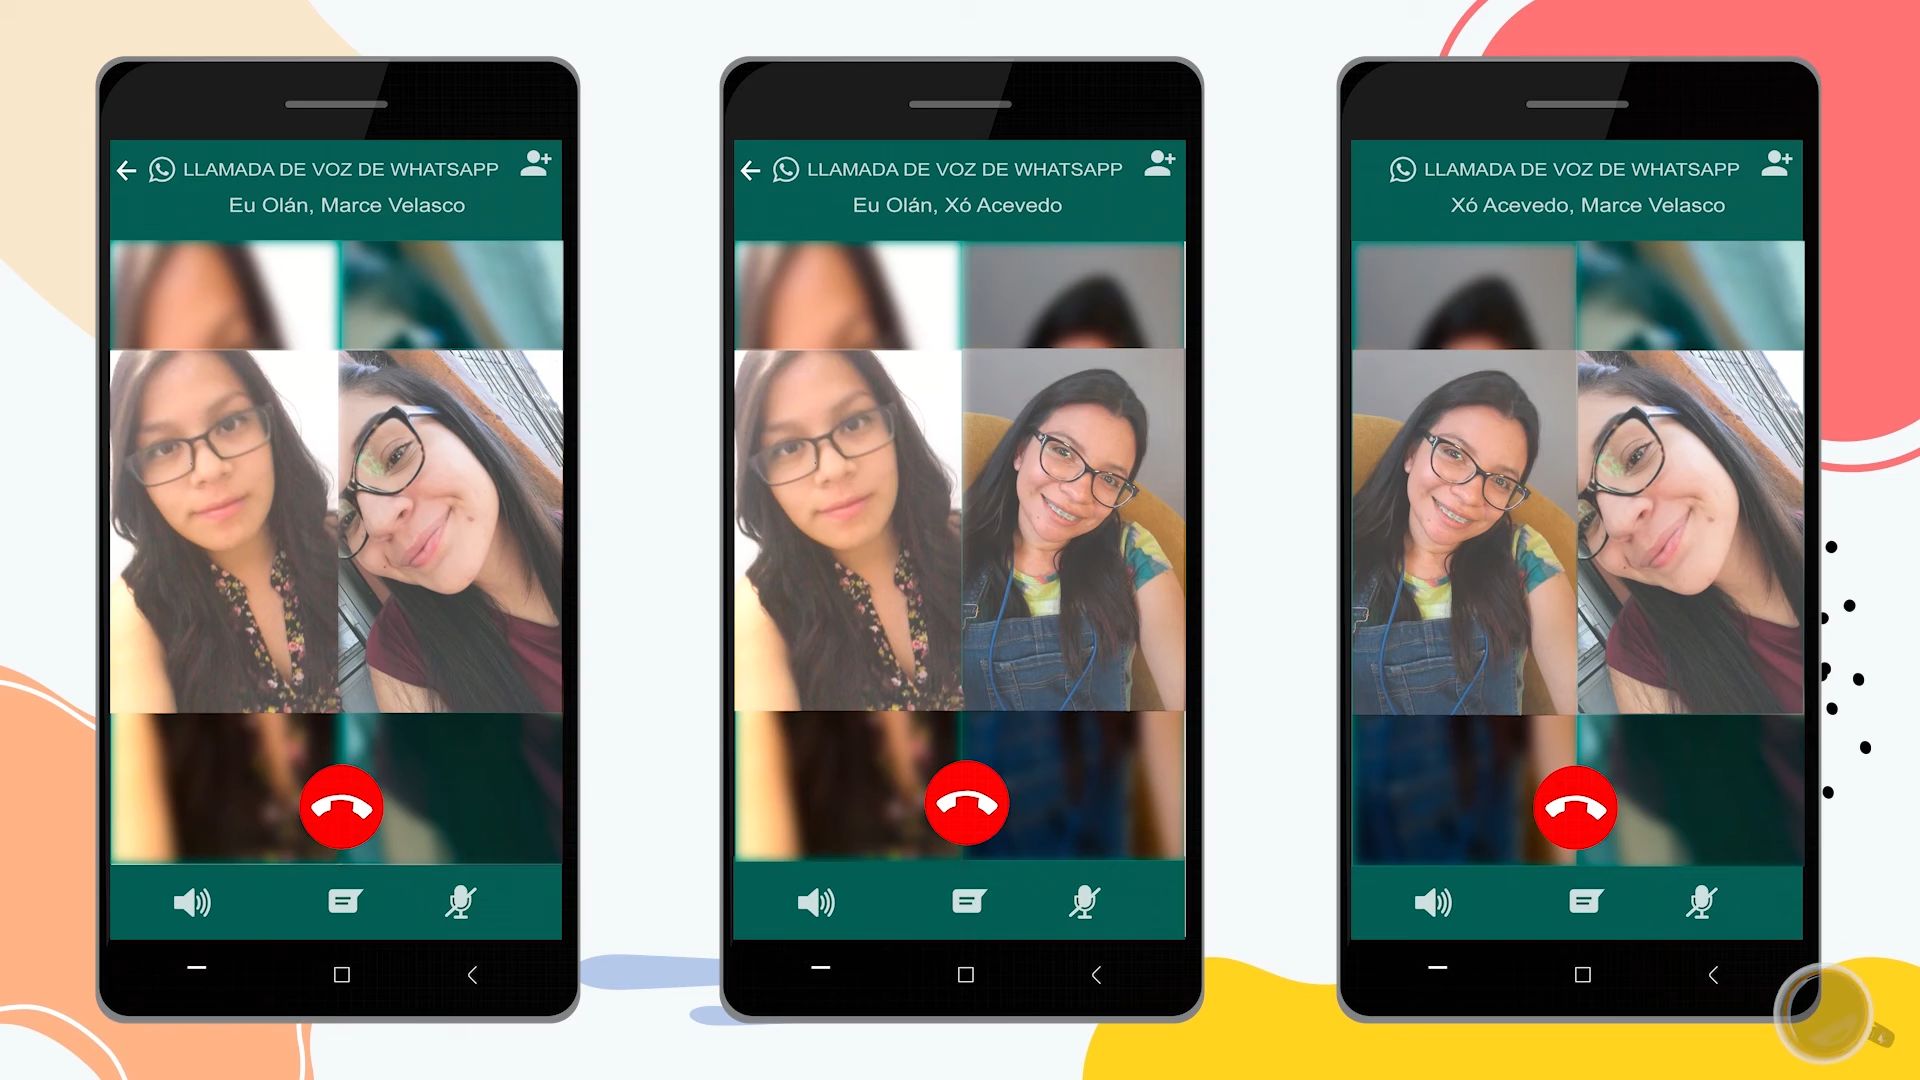 LLAMADA DE VOZ DE WHATSAPP
Eu Olán, Marce Velasco
LLAMADA DE VOZ DE WHATSAPP
Eu Olán, Xó Acevedo
LLAMADA DE VOZ DE WHATSAPP
Xó Acevedo, Marce Velasco